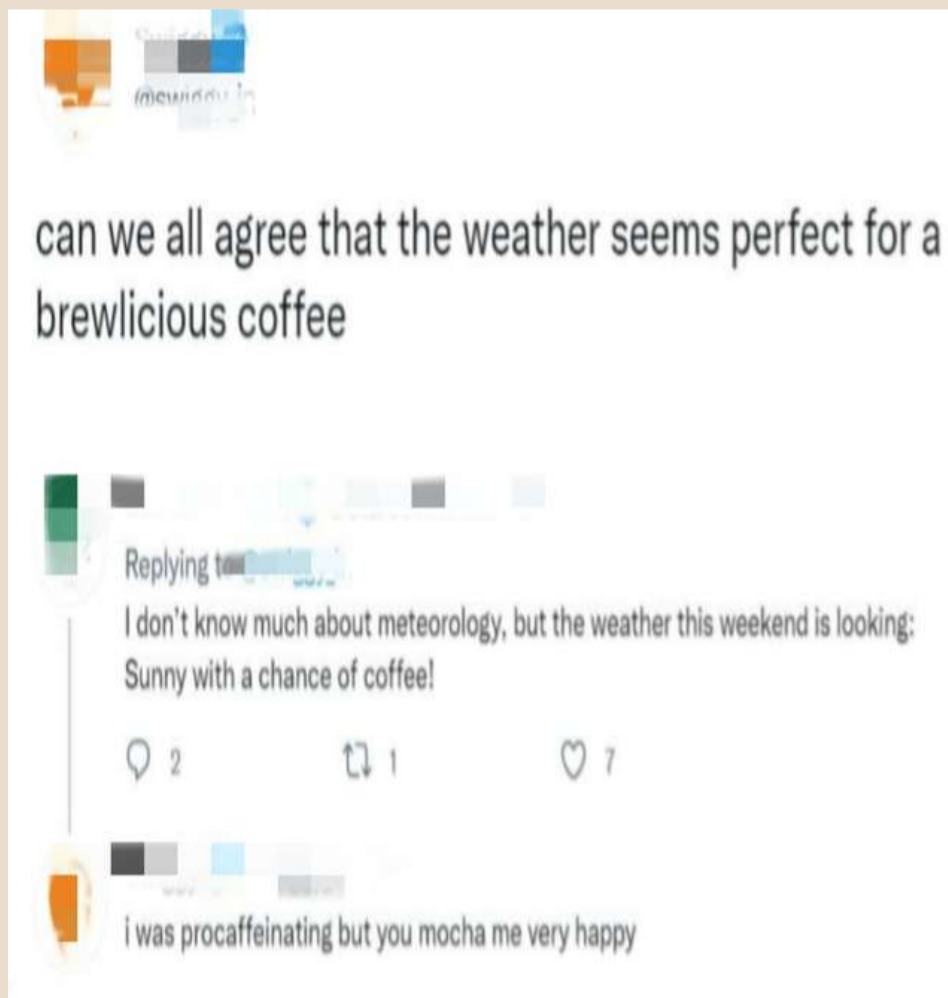 can we all agree that the weather seems perfect for a
brewlicious coffee
Replying
I don't know much about meteorology, but the weather this weekend is looking:
Sunny with a chance of coffee!
2 1 7
i was procaffeinating but you mocha me very happy